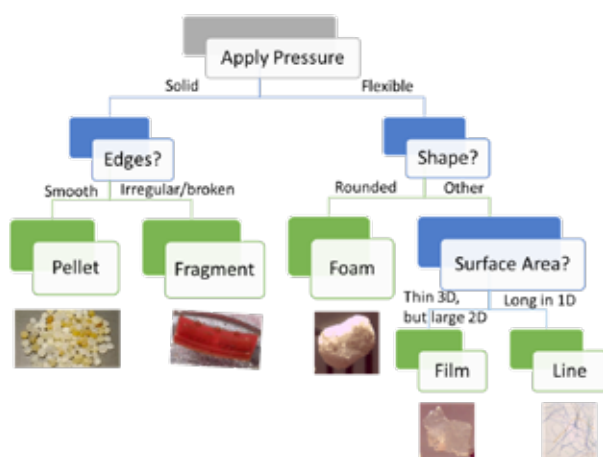 Apply Pressure
Solid
Flexible
Edges?
Shape?
Smooth
Irregular/broken
Rounded
Other
Pellet
Fragment
Foam
Surface Area?
Thin 3D,
but large 2D
Long in 1D
Film
Line